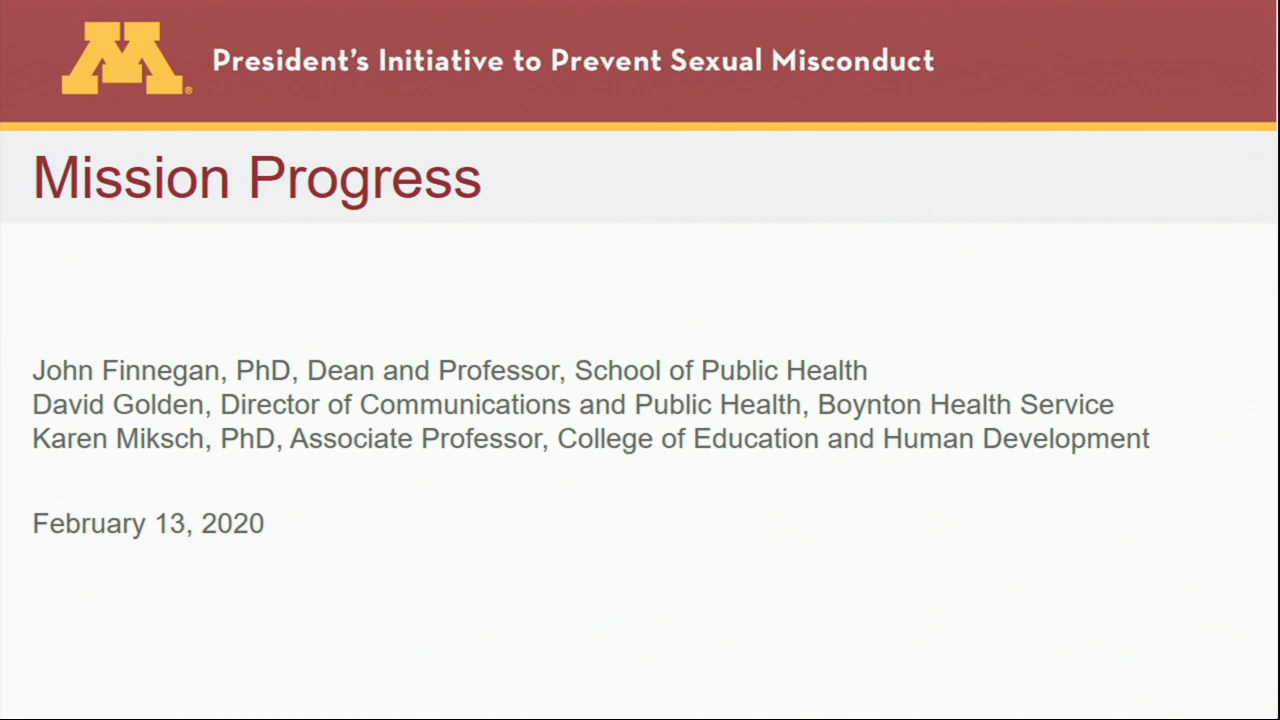 M®
President's Initiative to Prevent Sexual Misconduct
Mission Progress
John Finnegan, PhD, Dean and Professor, School of Public Health
David Golden, Director of Communications and Public Health, Boynton Health Service
Karen Miksch, PhD, Associate Professor, College of Education and Human Development
February 13, 2020